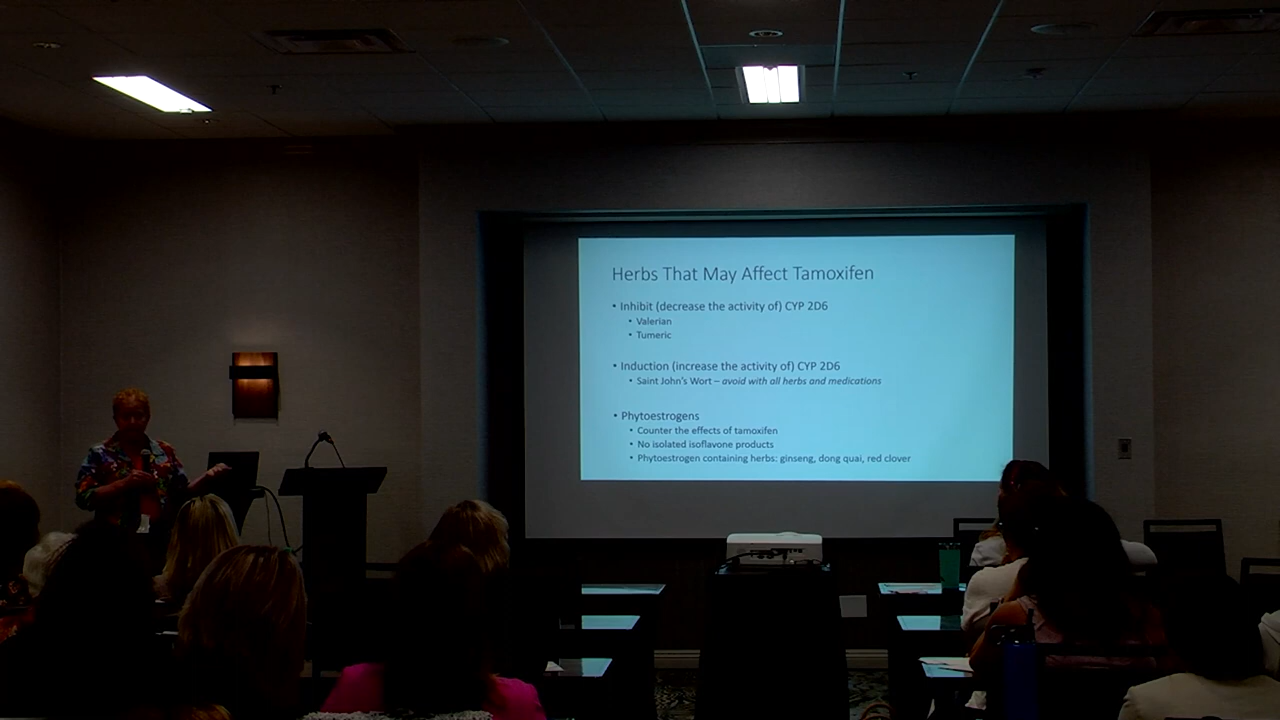 Herbs That May Affect Tamoxifen
• Inhibit (decrease the activity of) CYP 2D6
• Valerian
• Tumeric
• Induction (increase the activity of) CYP 2D6
• Saint John's Wort – avoid with all herbs and medications
• Phytoestrogens
• Counter the effects of tamoxifen
• No isolated isoflavone products
• Phytoestrogen containing herbs: ginseng, dong quai, red clover